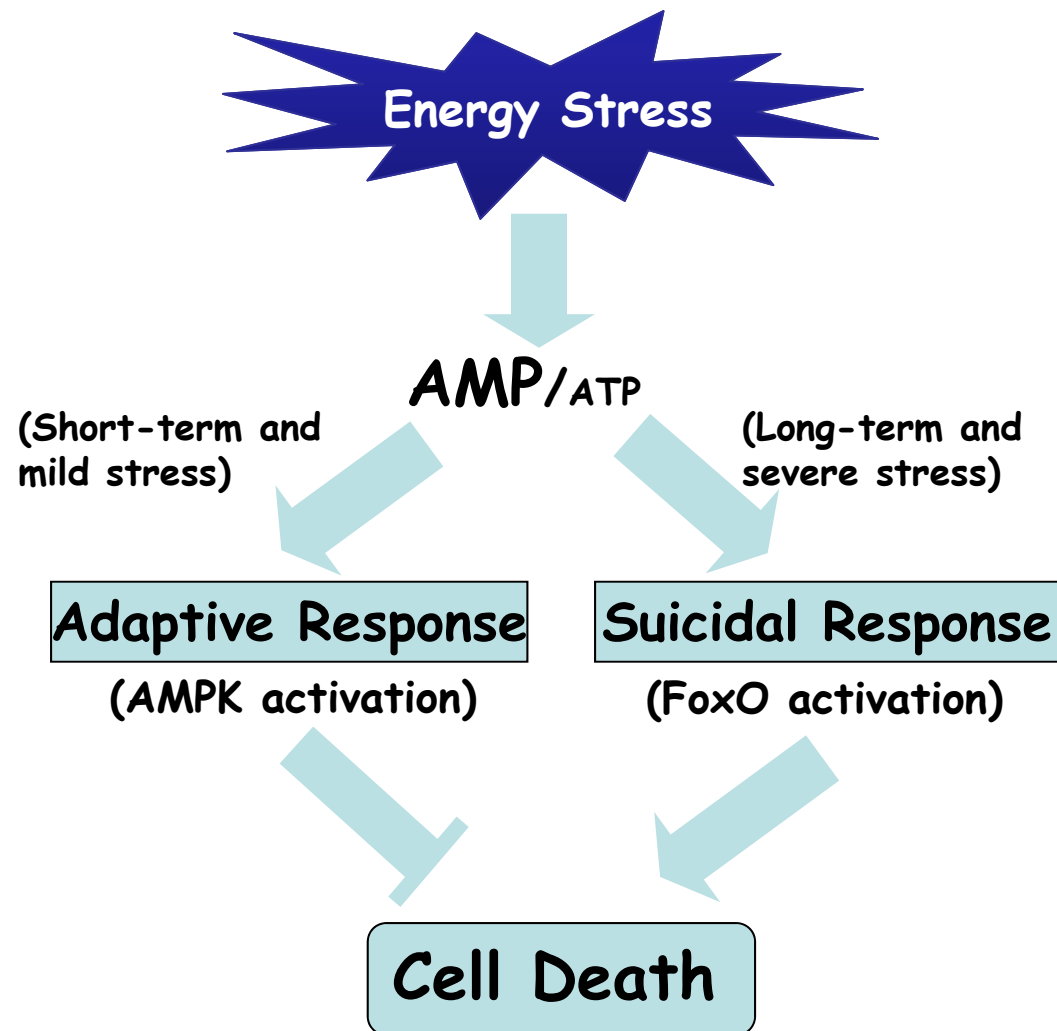 Energy Stress
AMP/ATP
(Short-term and
mild stress)
(Long-term and
severe stress)
Adaptive Response
Suicidal Response
(AMPK activation)
(FoxO activation)
Cell Death